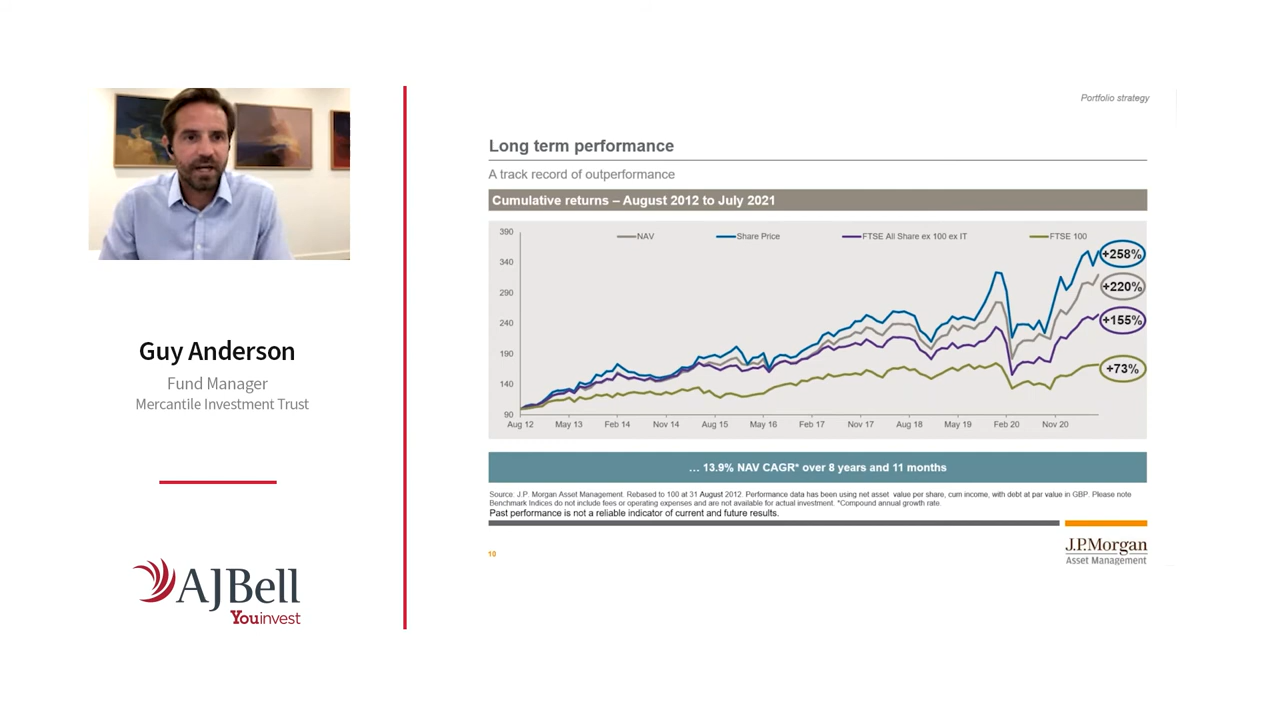 Guy Anderson
Fund Manager
Mercantile Investment Trust
AJBell
Youinvest
Portfolio strategy
Long term performance
A track record of outperformance
Cumulative returns – August 2012 to July 2021
NAV Share Price FTSE All Share ex 100 ex IT FTSE 100
390
340
290
240
190
140
90
Aug 12 May 13 Feb 14 Nov 14 Aug 15 May 16 Feb 17 Nov 17 Aug 18 May 19 Feb 20 Nov 20
+258%
+220%
+155%
+73%
... 13.9% NAV CAGR* over 8 years and 11 months
Source: J.P. Morgan Asset Management. Rebased to 100 at 31 August 2012. Performance data has been using net asset value per share, cum income, with debt at par value in GBP. Please note
Benchmark Indices do not include fees or operating expenses and are not available for actual investment. *Compound annual growth rate.
Past performance is not a reliable indicator of current and future results.
10
J.P.Morgan
Asset Management